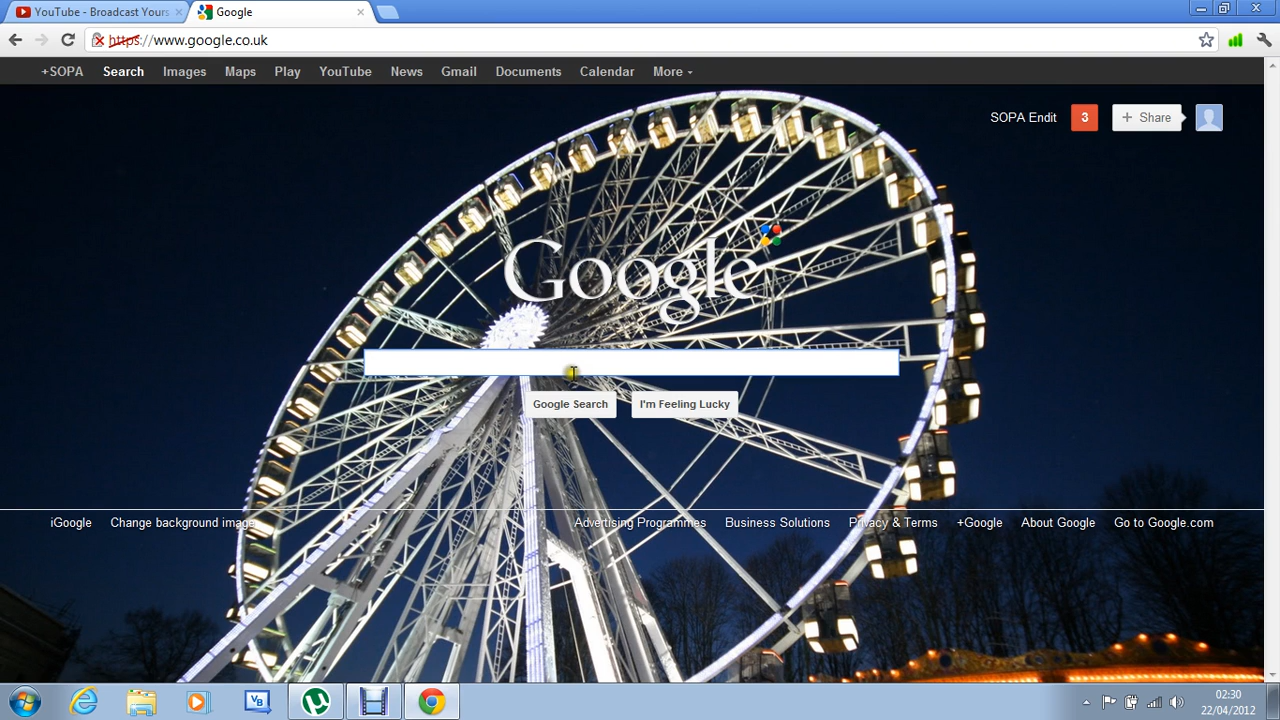 YouTube - Broadcast Yours
Google
https://www.google.co.uk
+SOPA Search Images Maps Play YouTube News Gmail Documents Calendar More
SOPA Endit 3 + Share
Google
Google Search I'm Feeling Lucky
iGoogle Change background image Advertising Programmes Business Solutions Privacy & Terms +Google About Google Go to Google.com
VB
µ
02:30
22/04/2012